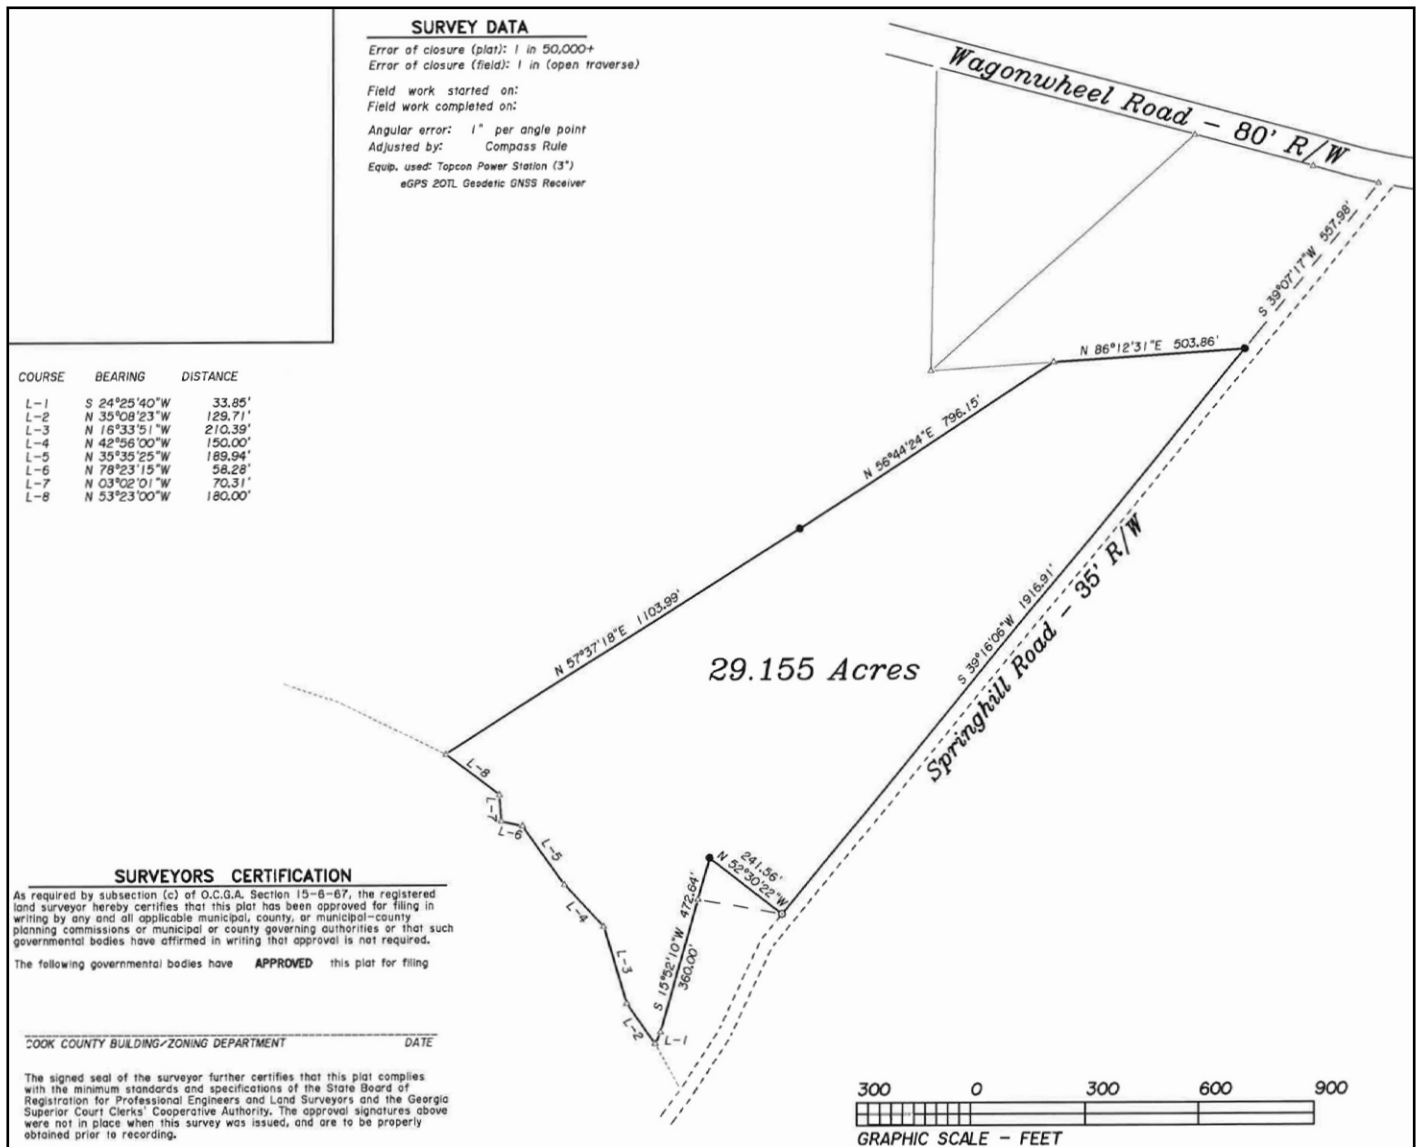 SURVEY DATA
Error of closure (plat): 1 in 50,000+
Error of closure (field): 1 in (open traverse)
Field work started on:
Field work completed on:
Angular error: 1" per angle point
Adjusted by: Compass Rule
Equip. used: Topcon Power Station (3")
eGPS 20TL Geodetic GNSS Receiver
Wagonwheel Road - 80' R/W
S 39°07'17"W 557.98'
N 86°12'31"E 503.86'
N 56°44'24"E 796.15'
COURSE BEARING DISTANCE
L-1 S 24°25'40"W 33.85'
L-2 N 35°08'23"W 129.71'
L-3 N 16°33'51"W 210.39'
L-4 N 42°56'00"W 150.00'
L-5 N 35°35'25"W 189.94'
L-6 N 78°23'15"W 58.28'
L-7 N 03°02'01"W 70.31'
L-8 N 53°23'00"W 180.00'
N 57°37'18"E 1103.99'
S 39°16'06"W 1916.91'
Springhill Road - 35' R/W
29.155 Acres
L-8
L-7
L-6
L-5
L-4
L-3
L-2
L-1
241.56'
N 52°30'22"W
S 15°52'10"W 472.64'
360.00'
SURVEYORS CERTIFICATION
As required by subsection (c) of O.C.G.A. Section 15-6-67, the registered
land surveyor hereby certifies that this plat has been approved for filing in
writing by any and all applicable municipal, county, or municipal-county
planning commissions or municipal or county governing authorities or that such
governmental bodies have affirmed in writing that approval is not required.
The following governmental bodies have APPROVED this plat for filing
COOK COUNTY BUILDING/ZONING DEPARTMENT DATE
The signed seal of the surveyor further certifies that this plat complies
with the minimum standards and specifications of the State Board of
Registration for Professional Engineers and Land Surveyors and the Georgia
Superior Court Clerks' Cooperative Authority. The approval signatures above
were not in place when this survey was issued, and are to be properly
obtained prior to recording.
300 0 300 600 900
GRAPHIC SCALE - FEET